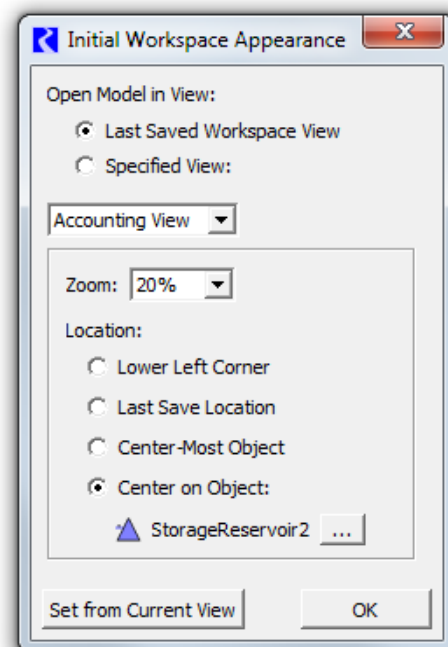 Initial Workspace Appearance
Open Model in View:
Last Saved Workspace View
Specified View:
Accounting View
Zoom: 20%
Location:
Lower Left Corner
Last Save Location
Center-Most Object
Center on Object:
StorageReservoir2 ...
Set from Current View OK